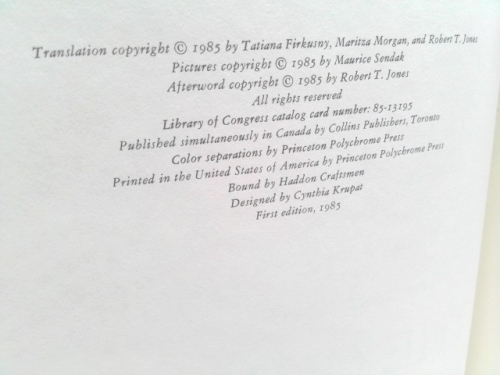 Translation copyright © 1985 by Tatiana Firkusny, Maritza Morgan, and Robert T. Jones
Pictures copyright © 1985 by Maurice Sendak
Afterword copyright © 1985 by Robert T. Jones
All rights reserved
Library of Congress catalog card number: 85-13195
Published simultaneously in Canada by Collins Publishers, Toronto
Color separations by Princeton Polychrome Press
Printed in the United States of America by Princeton Polychrome Press
Bound by Haddon Craftsmen
Designed by Cynthia Krupat
First edition, 1985